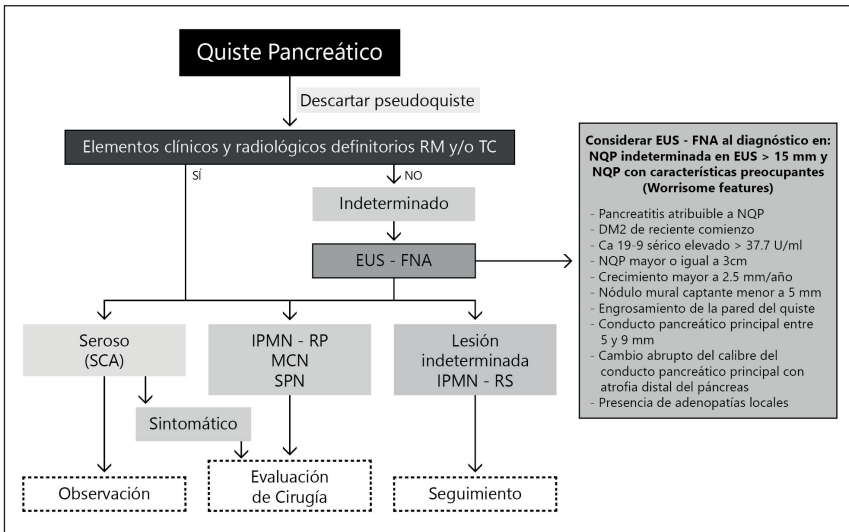 Quiste Pancreático
Descartar pseudoquiste
Elementos clínicos y radiológicos definitorios RM y/o TC
SÍ
NO
Indeterminado
EUS - FNA
Seroso
(SCA)
IPMN - RP
MCN
SPN
Lesión
indeterminada
IPMN - RS
Sintomático
Observación
Evaluación
de Cirugía
Seguimiento
Considerar EUS - FNA al diagnóstico en:
NQP indeterminada en EUS > 15 mm y
NQP con características preocupantes
(Worrisome features)
- Pancreatitis atribuible a NQP
- DM2 de reciente comienzo
- Ca 19-9 sérico elevado > 37.7 U/ml
- NQP mayor o igual a 3cm
- Crecimiento mayor a 2.5 mm/año
- Nódulo mural captante menor a 5 mm
- Engrosamiento de la pared del quiste
- Conducto pancreático principal entre
5 y 9 mm
- Cambio abrupto del calibre del
conducto pancreático principal con
atrofia distal del páncreas
- Presencia de adenopatías locales